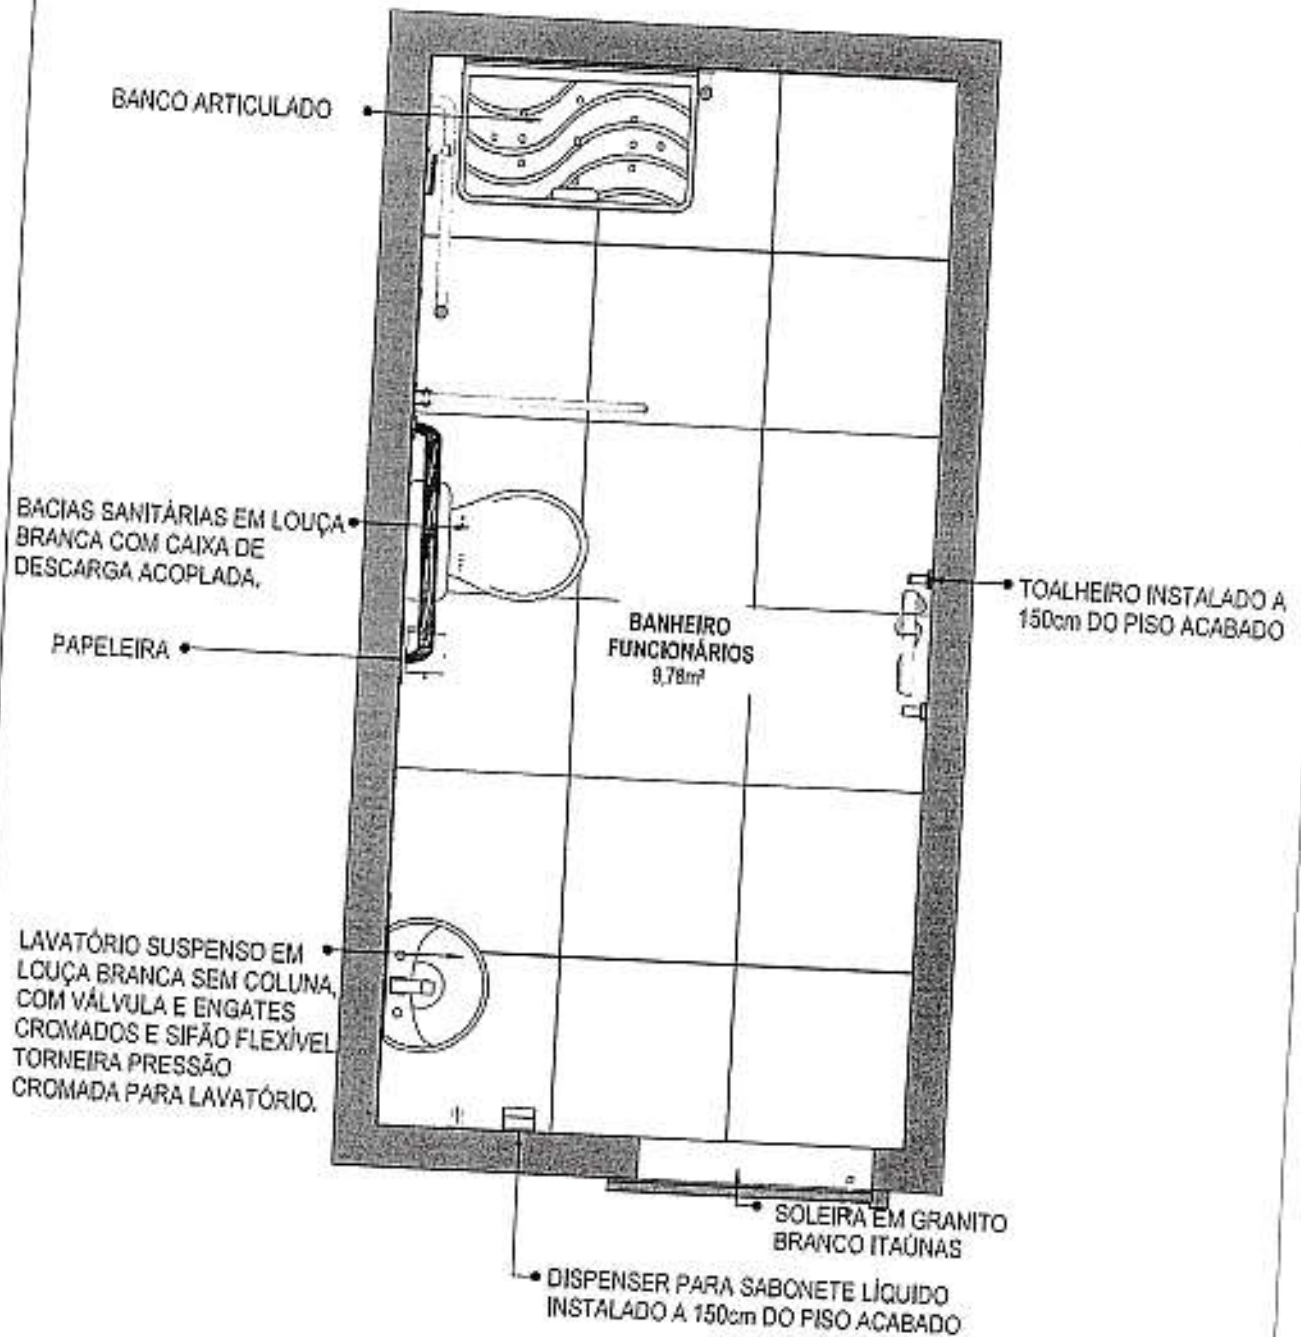 BANCO ARTICULADO
BACIAS SANITÁRIAS EM LOUÇA
BRANCA COM CAIXA DE
DESCARGA ACOPLADA.
PAPELEIRA
BANHEIRO
FUNCIONÁRIOS
9,78m²
TOALHEIRO INSTALADO A
150cm DO PISO ACABADO
LAVATÓRIO SUSPENSO EM
LOUÇA BRANCA SEM COLUNA,
COM VÁLVULA E ENGATES
CROMADOS E SIFÃO FLEXÍVEL
TORNEIRA PRESSÃO
CROMADA PARA LAVATÓRIO.
SOLEIRA EM GRANITO
BRANCO ITAÚNAS
DISPENSER PARA SABONETE LÍQUIDO
INSTALADO A 150cm DO PISO ACABADO